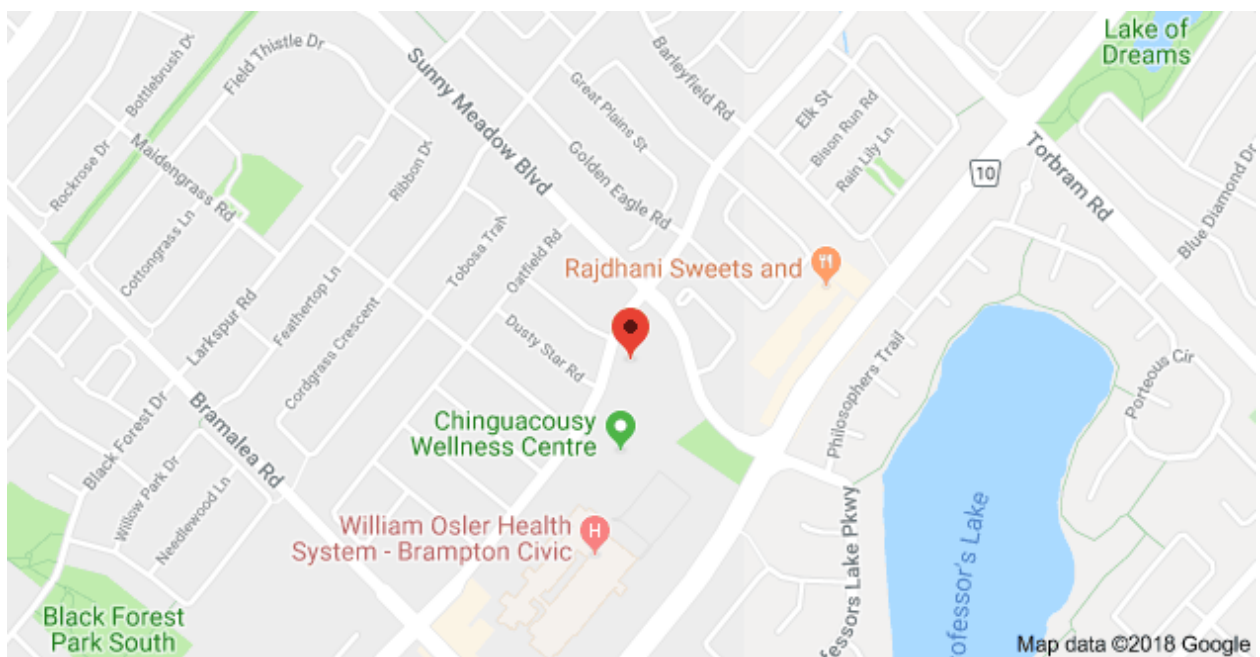 Lake of
Dreams
Bottlebrush Dr
Field Thistle Dr
Sunny Meadow Blvd
Barleyfield Rd
Great Plains St
Elk St
Bison Run Rd
Rain Lily Ln
10
Torbram Rd
Blue Diamond Dr
Rockrose Dr
Maidengrass Rd
Ribbon Dr
Golden Eagle Rd
Cottongrass Ln
Tobosa Trail
Oatfield Rd
Rajdhani Sweets and
Larkspur Rd
Feathertop Ln
Cordgrass Crescent
Dusty Star Rd
Philosophers Trail
Porteous Cir
Black Forest Dr
Bramalea Rd
Chinguacousy
Wellness Centre
Willow Park Dr
Needlewood Ln
William Osler Health
System - Brampton Civic
essors Lake Pkwy
ofessor's Lake
Black Forest
Park South
Map data ©2018 Google